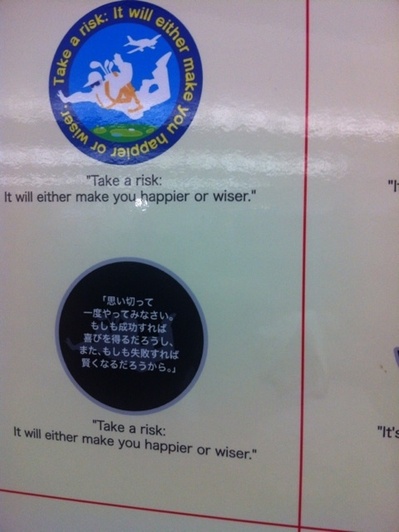 Take a risk: It will either make you happier or wiser.
"Take a risk:
It will either make you happier or wiser."
"I
「思い切って
一度やってみなさい。
もしも成功すれば
喜びを得るだろうし、
また、もしも失敗すれば
賢くなるだろうから。」
"Take a risk:
It will either make you happier or wiser."
"It's